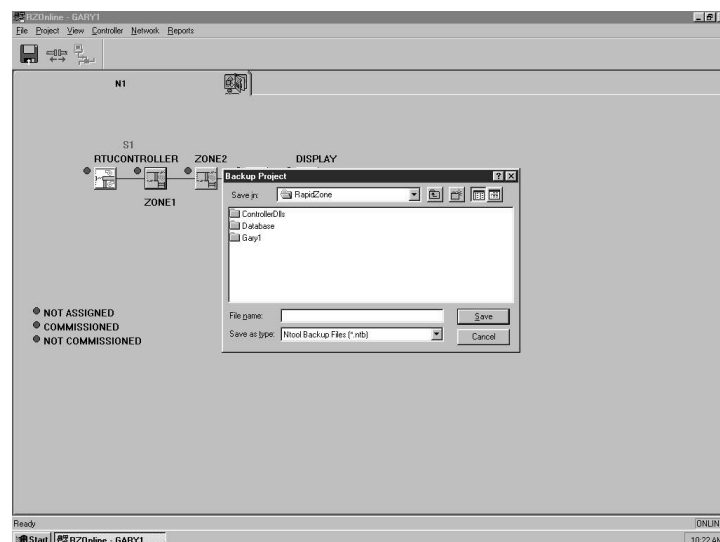 RZOnline - GARY1
File Project View Controller Network Reports
N1
S1
RTUCONTROLLER ZONE2 DISPLAY
ZONE1
Backup Project
Save in: RapidZone
ControllerDlls
Database
Gary1
File name: Save
Save as type: Ntool Backup Files (*.ntb) Cancel
NOT ASSIGNED
COMMISSIONED
NOT COMMISSIONED
Ready ONLIN
Start RZOnline - GARY1 10:22 AM